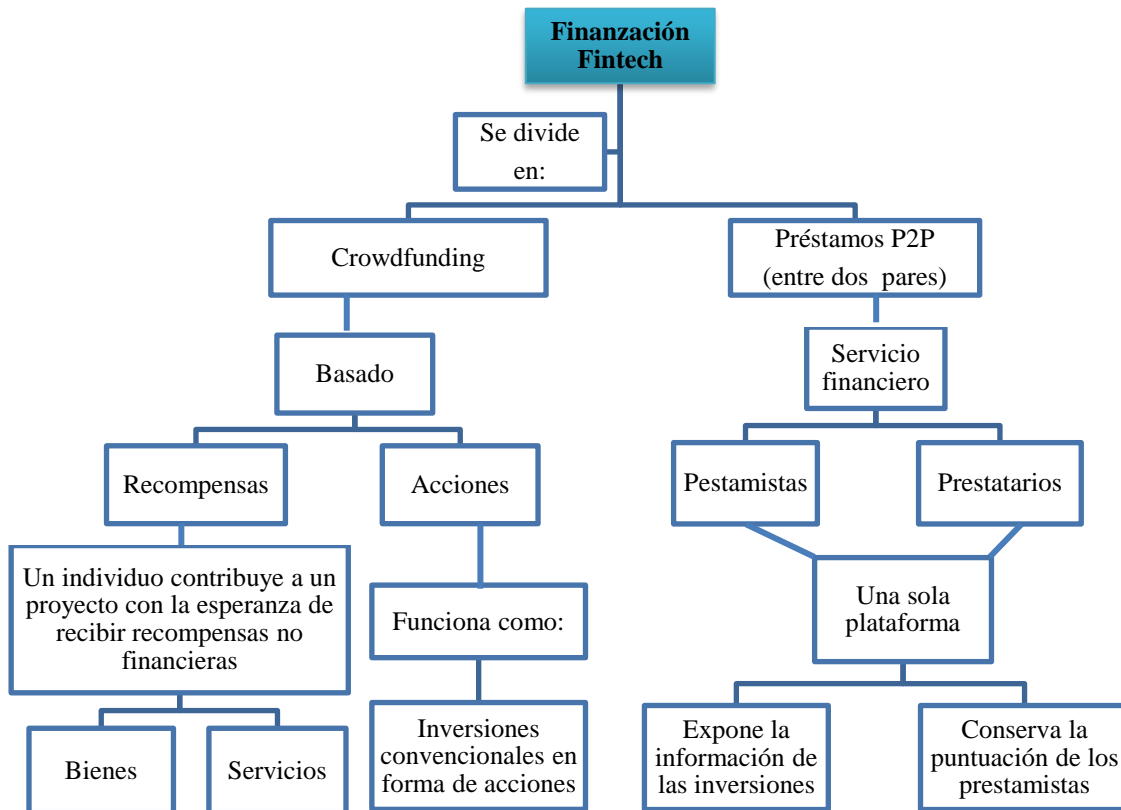 Finanzación
Fintech
Se divide
en:
Crowdfunding
Préstamos P2P
(entre dos pares)
Basado
Servicio
financiero
Recompensas
Acciones
Pestamistas
Prestatarios
Un individuo contribuye a un
proyecto con la esperanza de
recibir recompensas no
financieras
Funciona como:
Una sola
plataforma
Bienes
Servicios
Inversiones
convencionales en
forma de acciones
Expone la
información de
las inversiones
Conserva la
puntuación de los
prestamistas